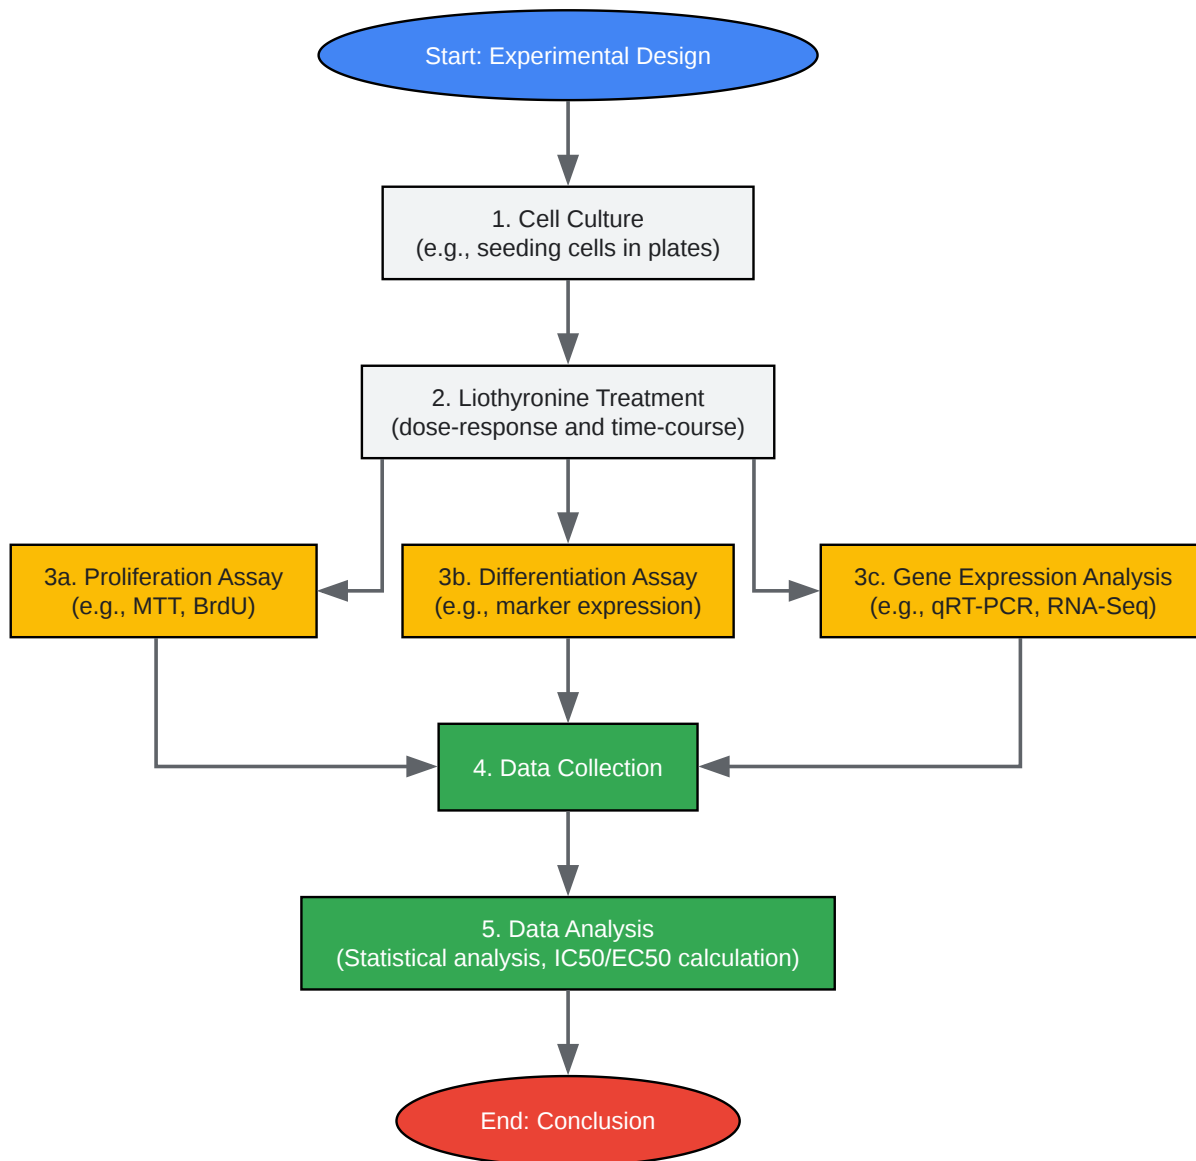 Start: Experimental Design
1. Cell Culture
(e.g., seeding cells in plates)
2. Liothyronine Treatment
(dose-response and time-course)
3a. Proliferation Assay
(e.g., MTT, BrdU)
3b. Differentiation Assay
(e.g., marker expression)
3c. Gene Expression Analysis
(e.g., qRT-PCR, RNA-Seq)
4. Data Collection
5. Data Analysis
(Statistical analysis, IC50/EC50 calculation)
End: Conclusion